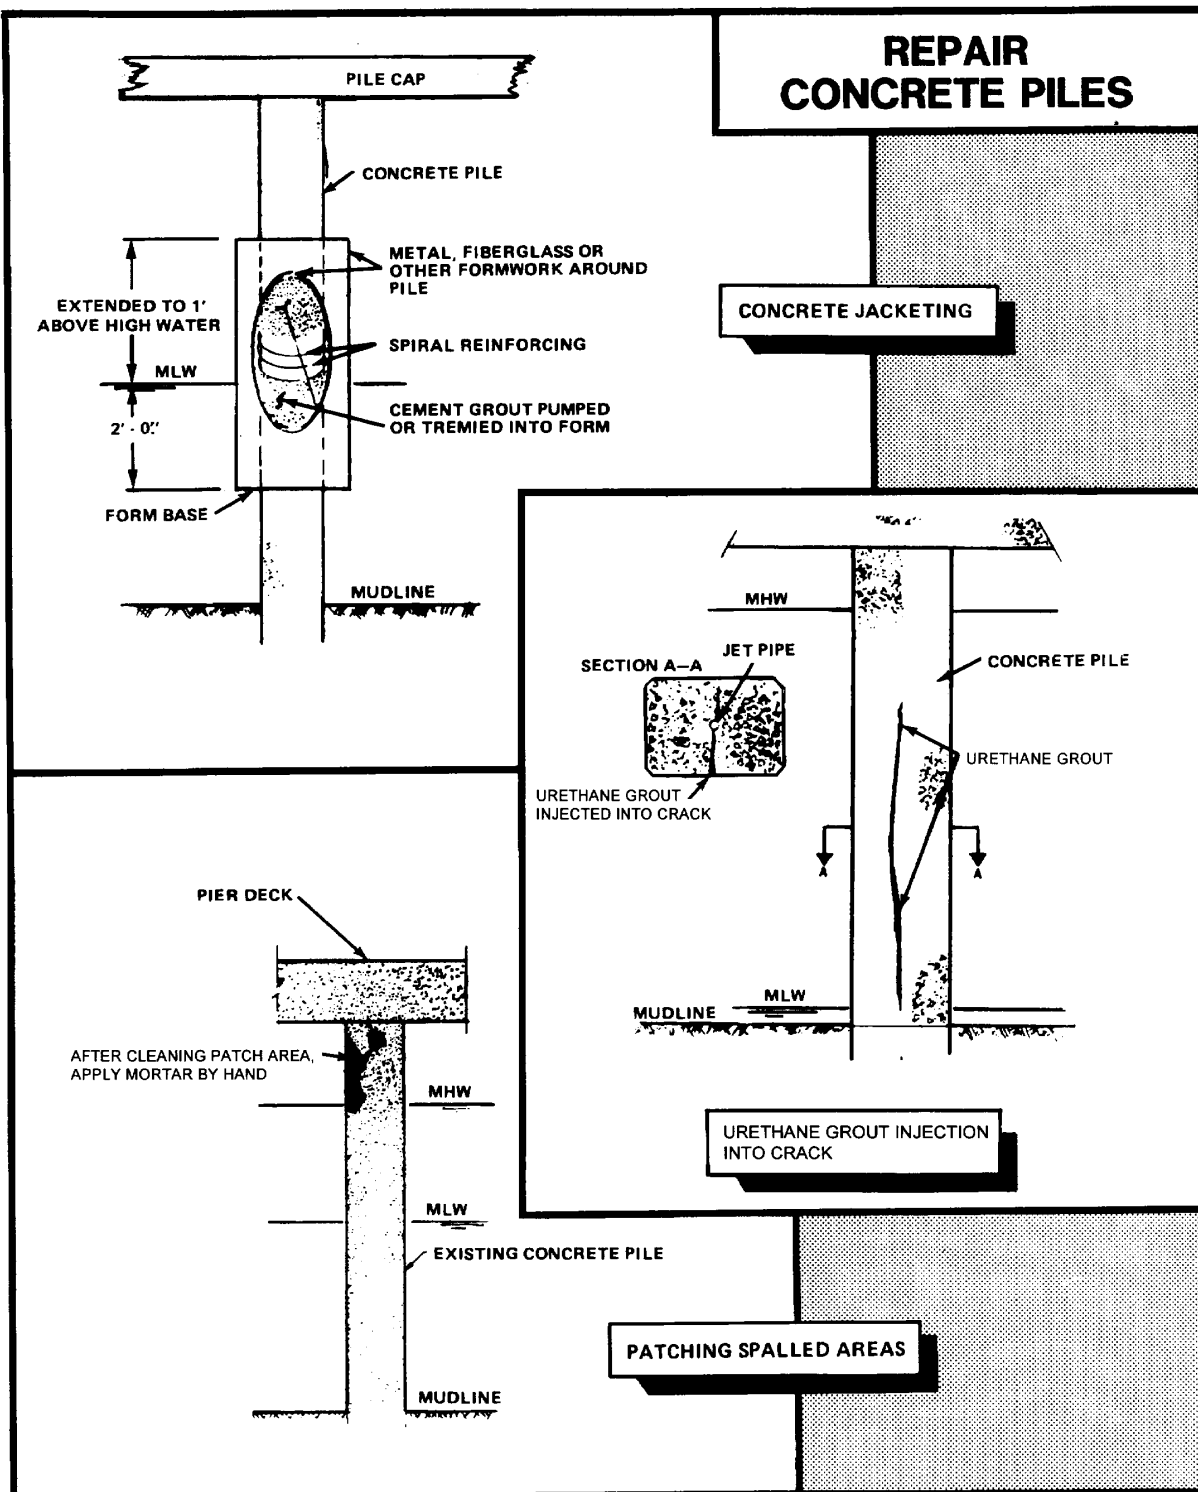 REPAIR
CONCRETE PILES
PILE CAP
CONCRETE PILE
METAL, FIBERGLASS OR
OTHER FORMWORK AROUND
PILE
EXTENDED TO 1'
ABOVE HIGH WATER
SPIRAL REINFORCING
MLW
CEMENT GROUT PUMPED
OR TREMIED INTO FORM
2' - 0"
FORM BASE
MUDLINE
CONCRETE JACKETING
MHW
JET PIPE
SECTION A–A
CONCRETE PILE
URETHANE GROUT
URETHANE GROUT
INJECTED INTO CRACK
A
A
MLW
MUDLINE
URETHANE GROUT INJECTION
INTO CRACK
PIER DECK
AFTER CLEANING PATCH AREA,
APPLY MORTAR BY HAND
MHW
MLW
EXISTING CONCRETE PILE
MUDLINE
PATCHING SPALLED AREAS